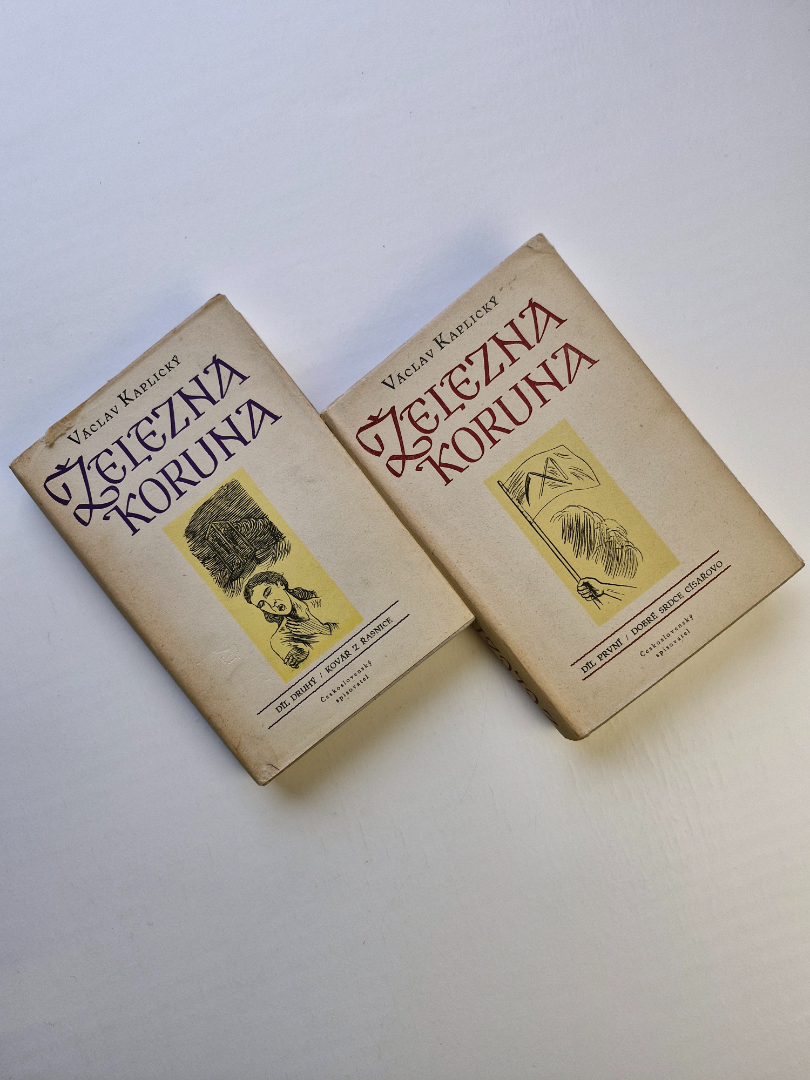 Václav Kaplický
Železná
koruna
Díl druhý / Kovář z Řasnice
Československý
spisovatel
Václav Kaplický
Železná
koruna
Díl první / Dobré srdce císařovo
Československý
spisovatel